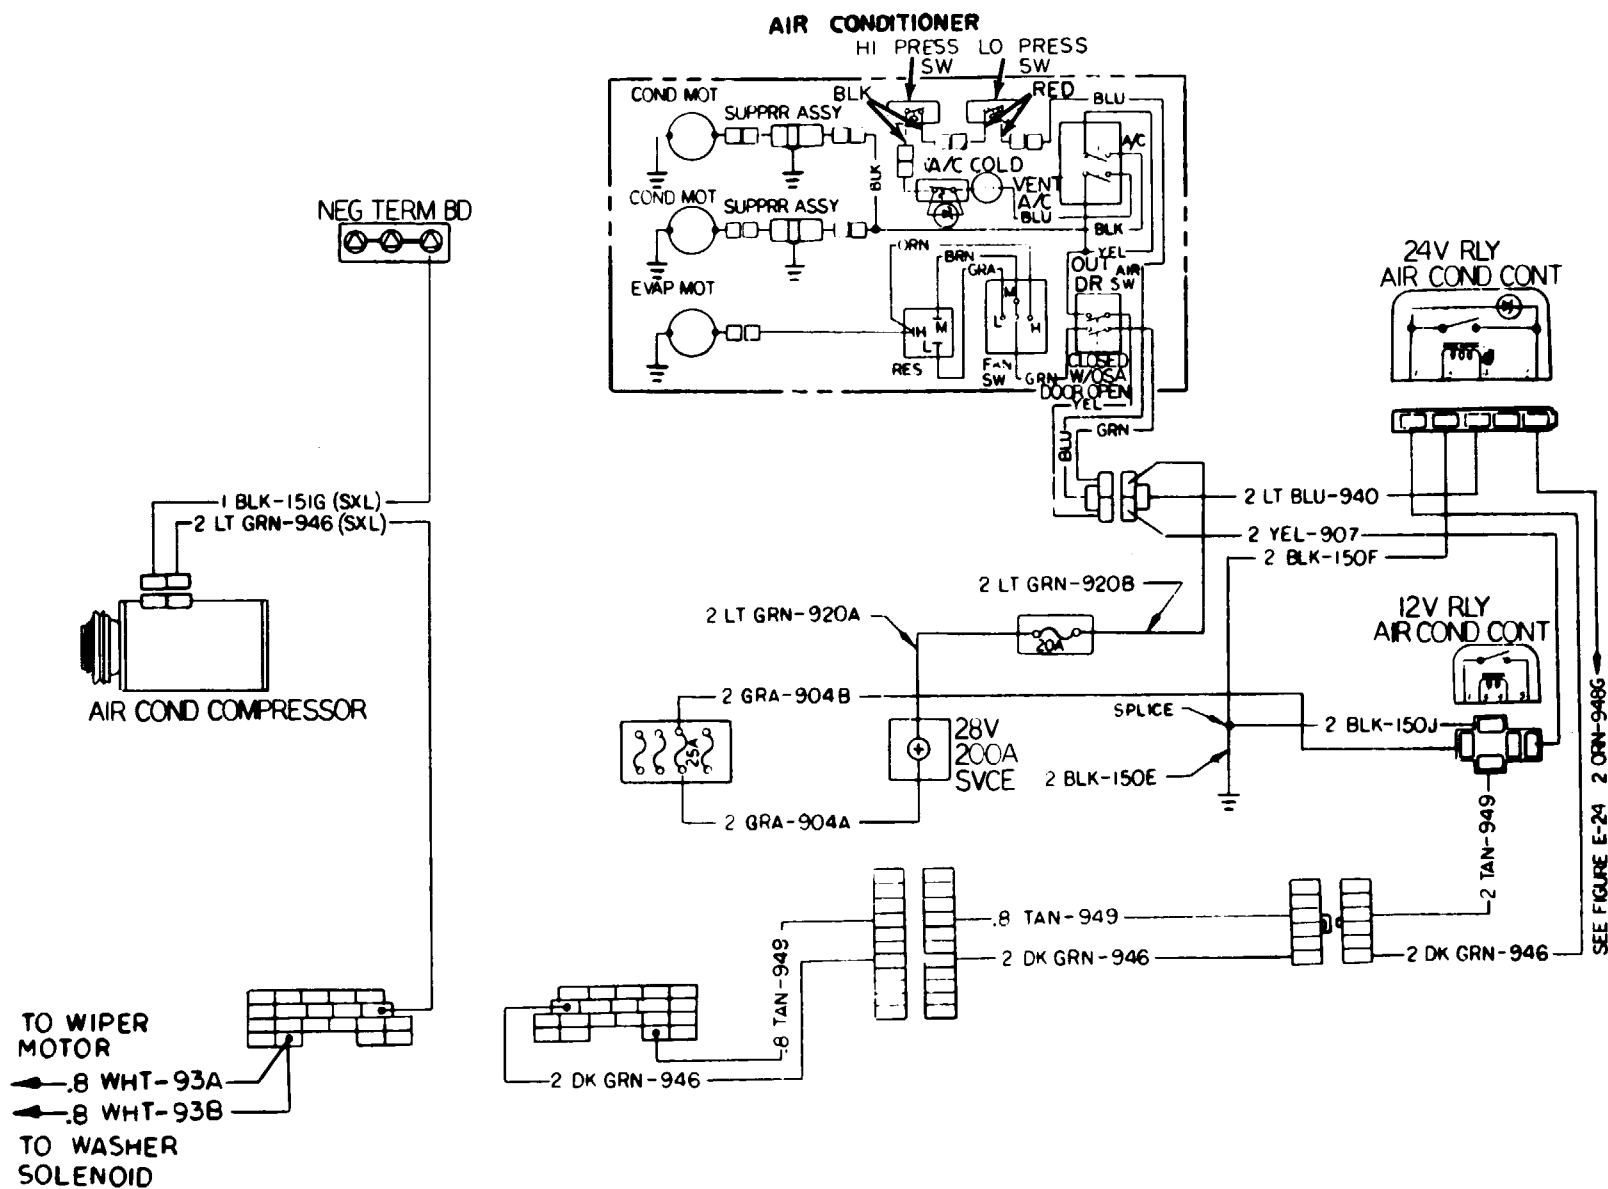 AIR CONDITIONER
HI PRESS SW
LO PRESS SW
COND MOT
SUPPRR ASSY
BLK
RED
BLU
A/C
A/C COLD
BLK
VENT
A/C
BLU
COND MOT
SUPPRR ASSY
BLK
ORN
BRN
GRA
YEL
OUT AIR
DR SW
EVAP MOT
M
L
H
H
M
L
RES
FAN
SW
GRN
CLOSED
W/OSA
DOOR OPEN
YEL
BLU
GRN
NEG TERM BD
24V RLY
AIR COND CONT
1 BLK-151G (SXL)
2 LT GRN-946 (SXL)
2 LT BLU-940
2 YEL-907
2 BLK-150F
2 LT GRN-920B
2 LT GRN-920A
20A
12V RLY
AIR COND CONT
AIR COND COMPRESSOR
2 GRA-904B
SPLICE
2 BLK-150J
25A
28V
200A
SVCE
2 BLK-150E
2 GRA-904A
2 TAN-949
SEE FIGURE E-24 2 ORN-948G
.8 TAN-949
.8 TAN-949
2 DK GRN-946
2 DK GRN-946
2 DK GRN-946
TO WIPER
MOTOR
.8 WHT-93A
.8 WHT-93B
TO WASHER
SOLENOID